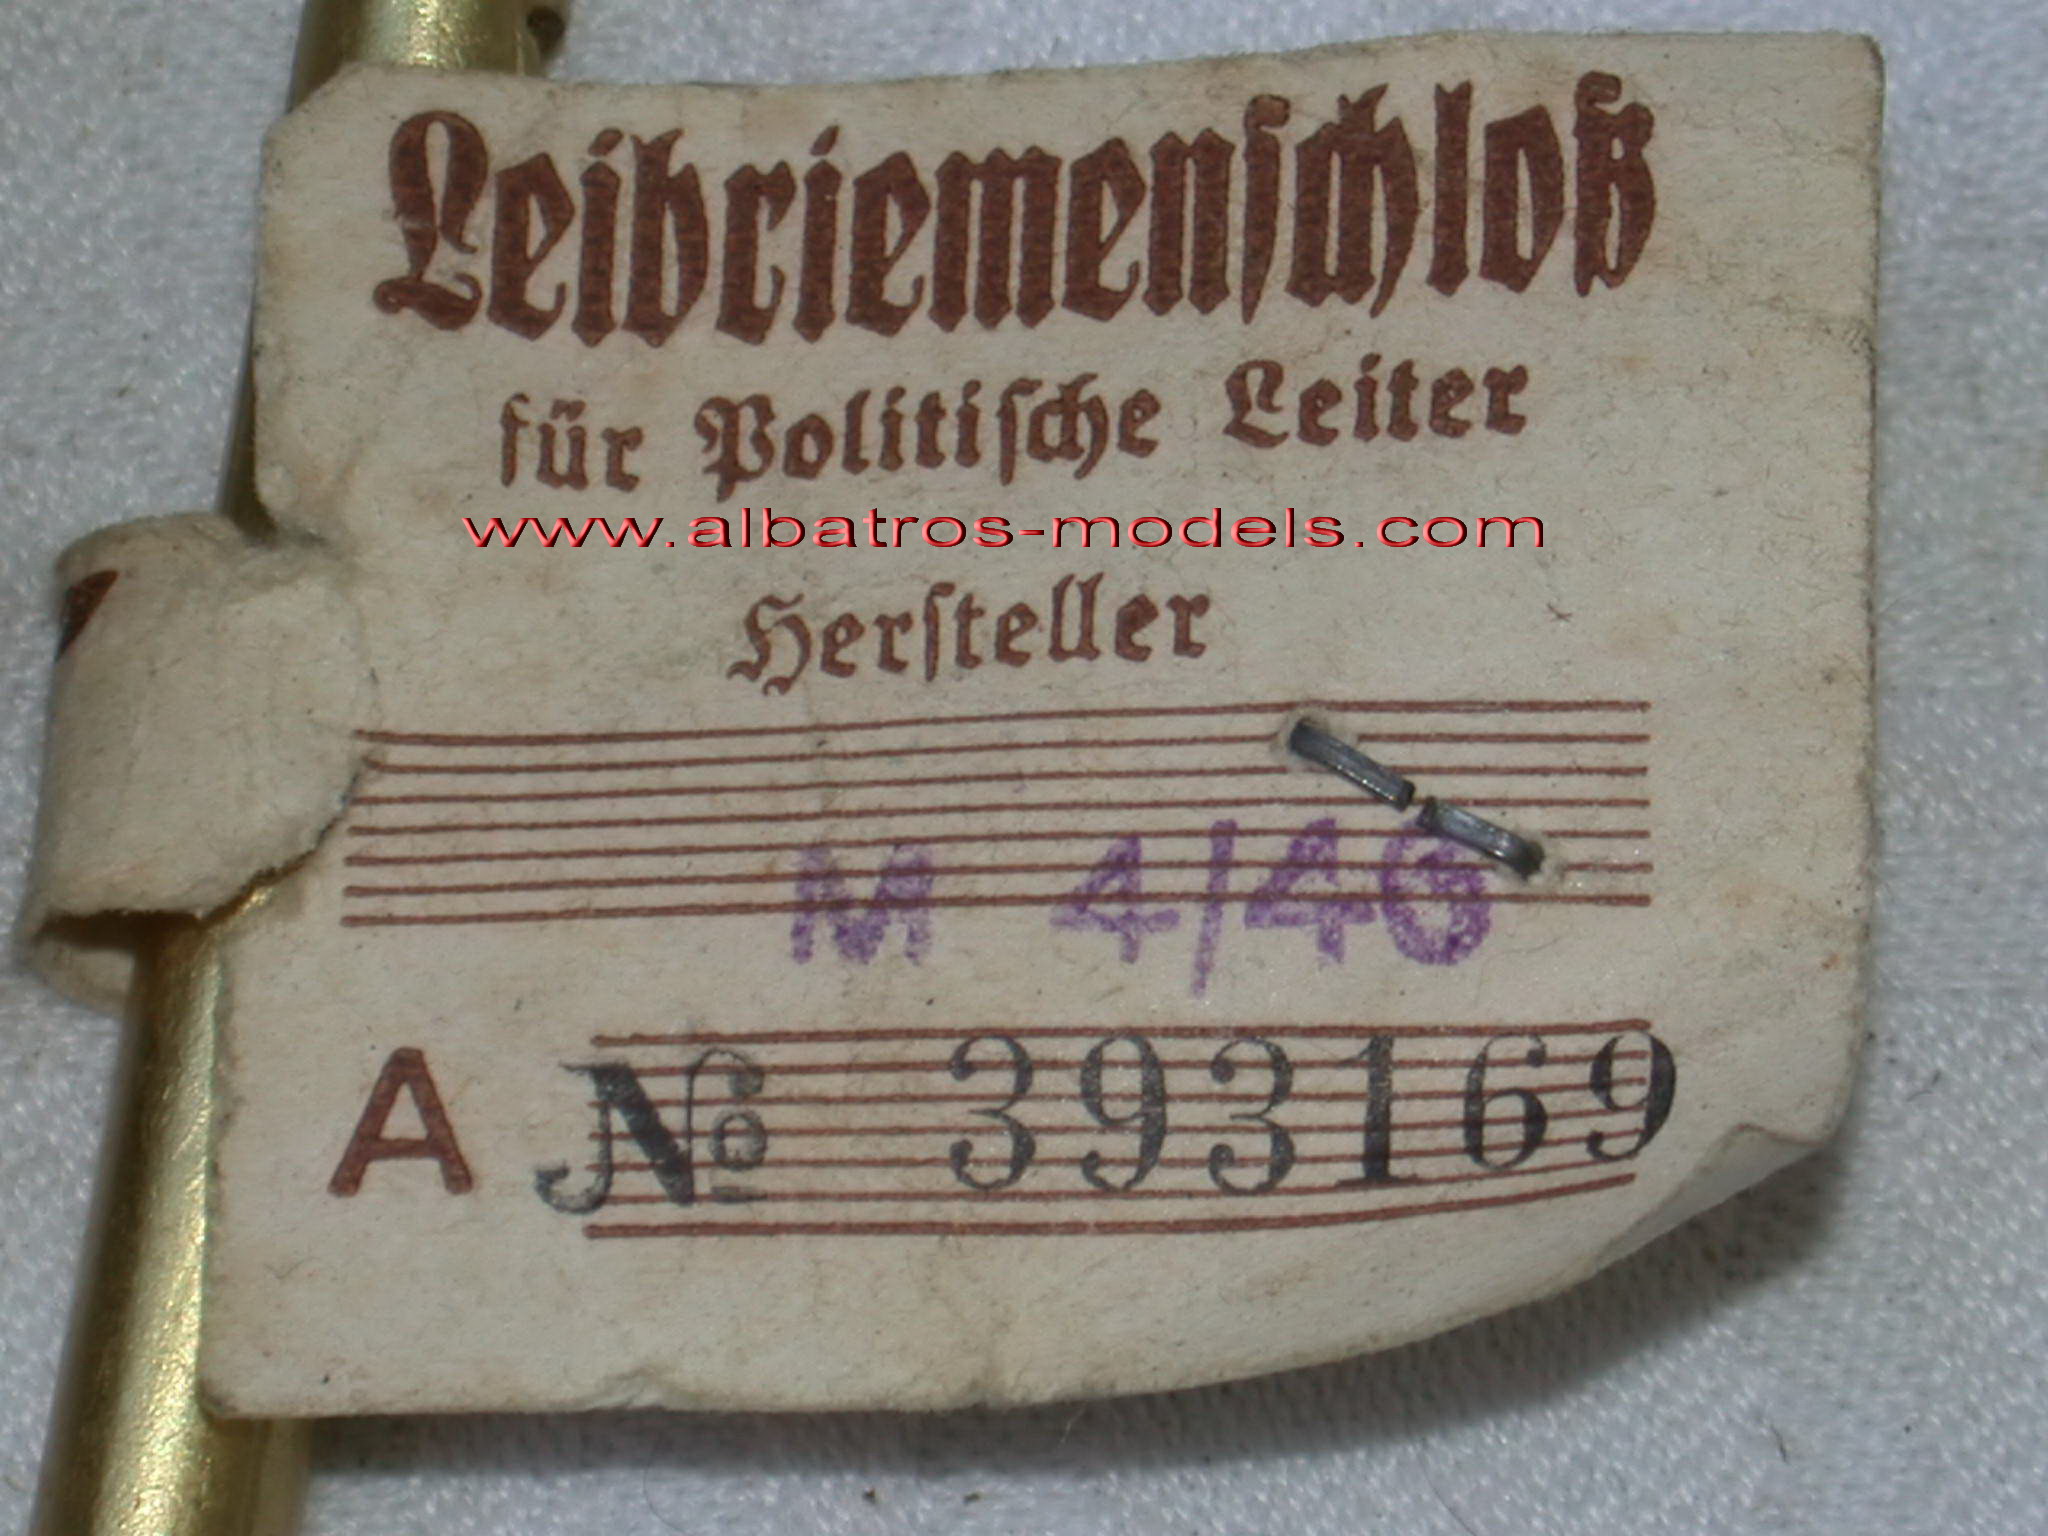 Leibriemenschloß
für Politische Leiter
www.albatros-models.com
Hersteller
M 4/46
A № 393169